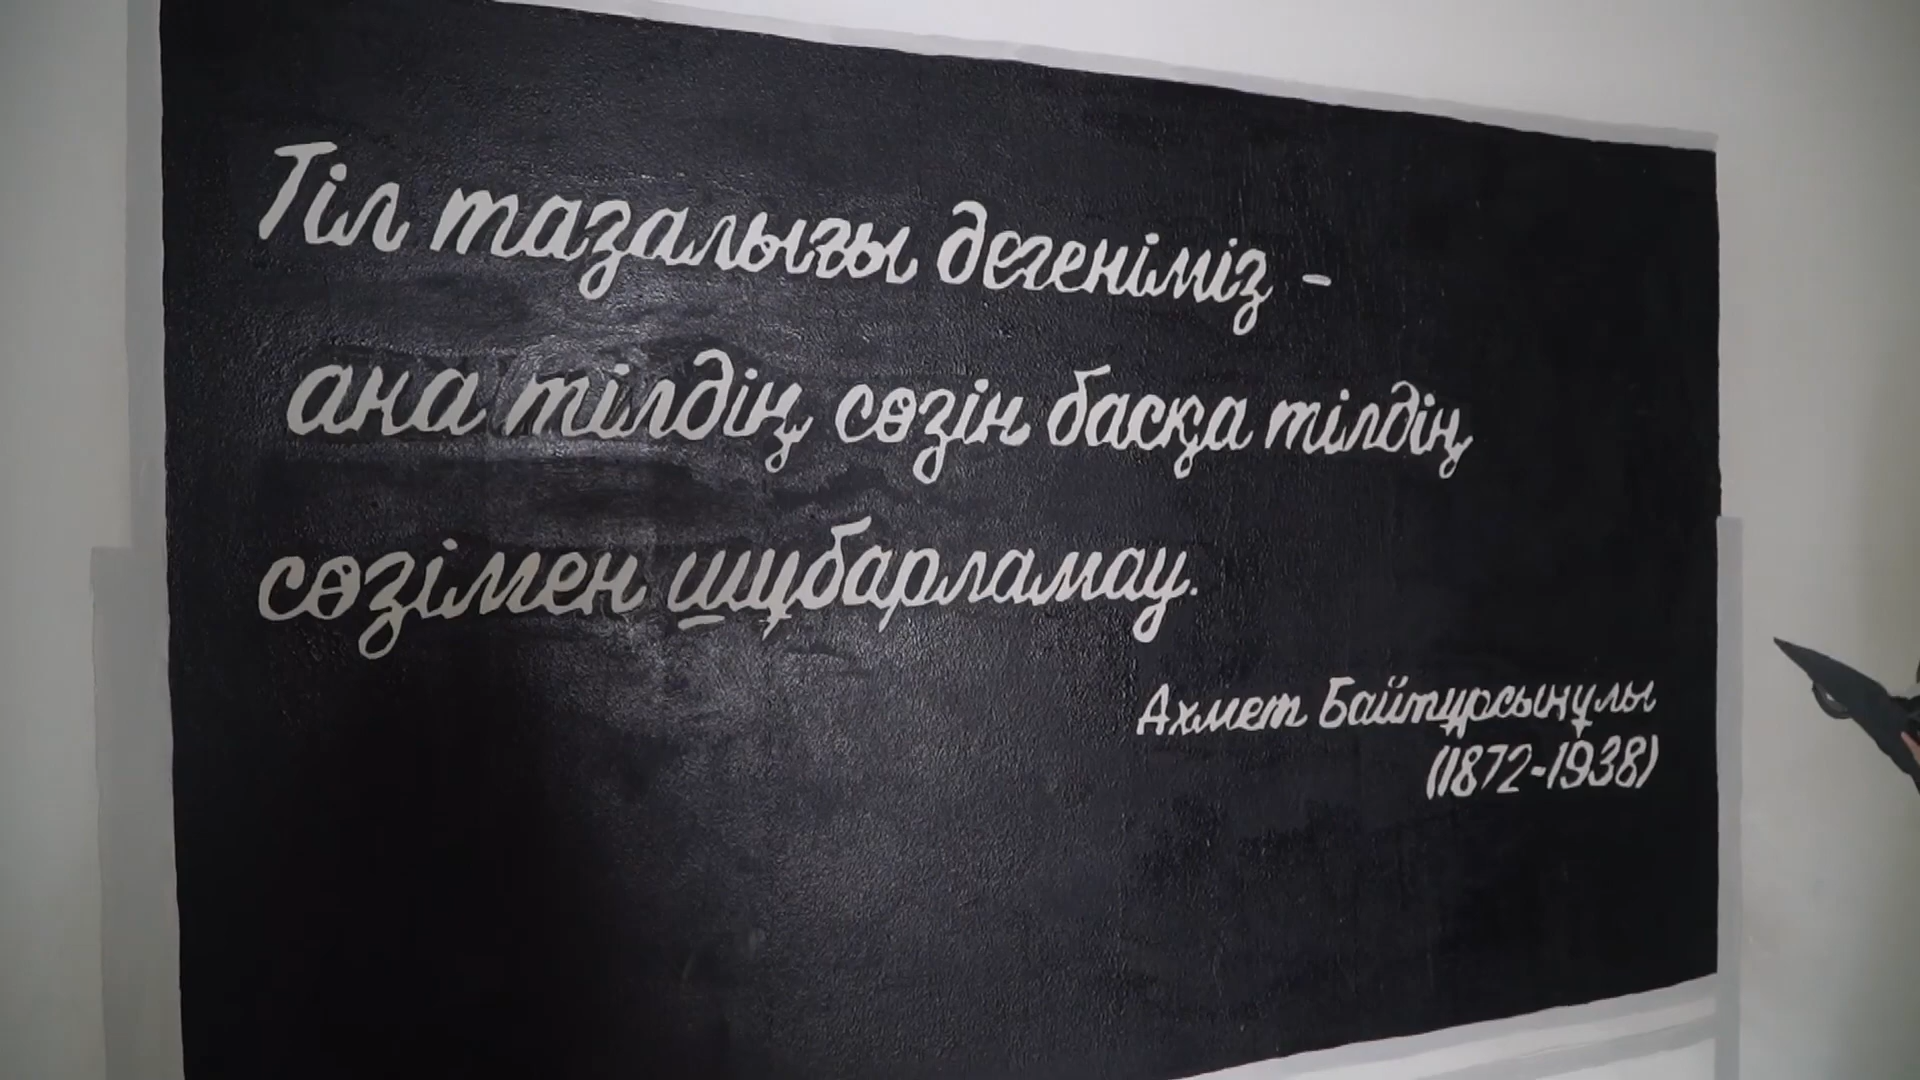 Тіл тазалығы дегеніміз -
ана тілдің сөзін басқа тілдің
сөзімен шұбарламау.
Ахмет Байтұрсынұлы
(1872-1938)